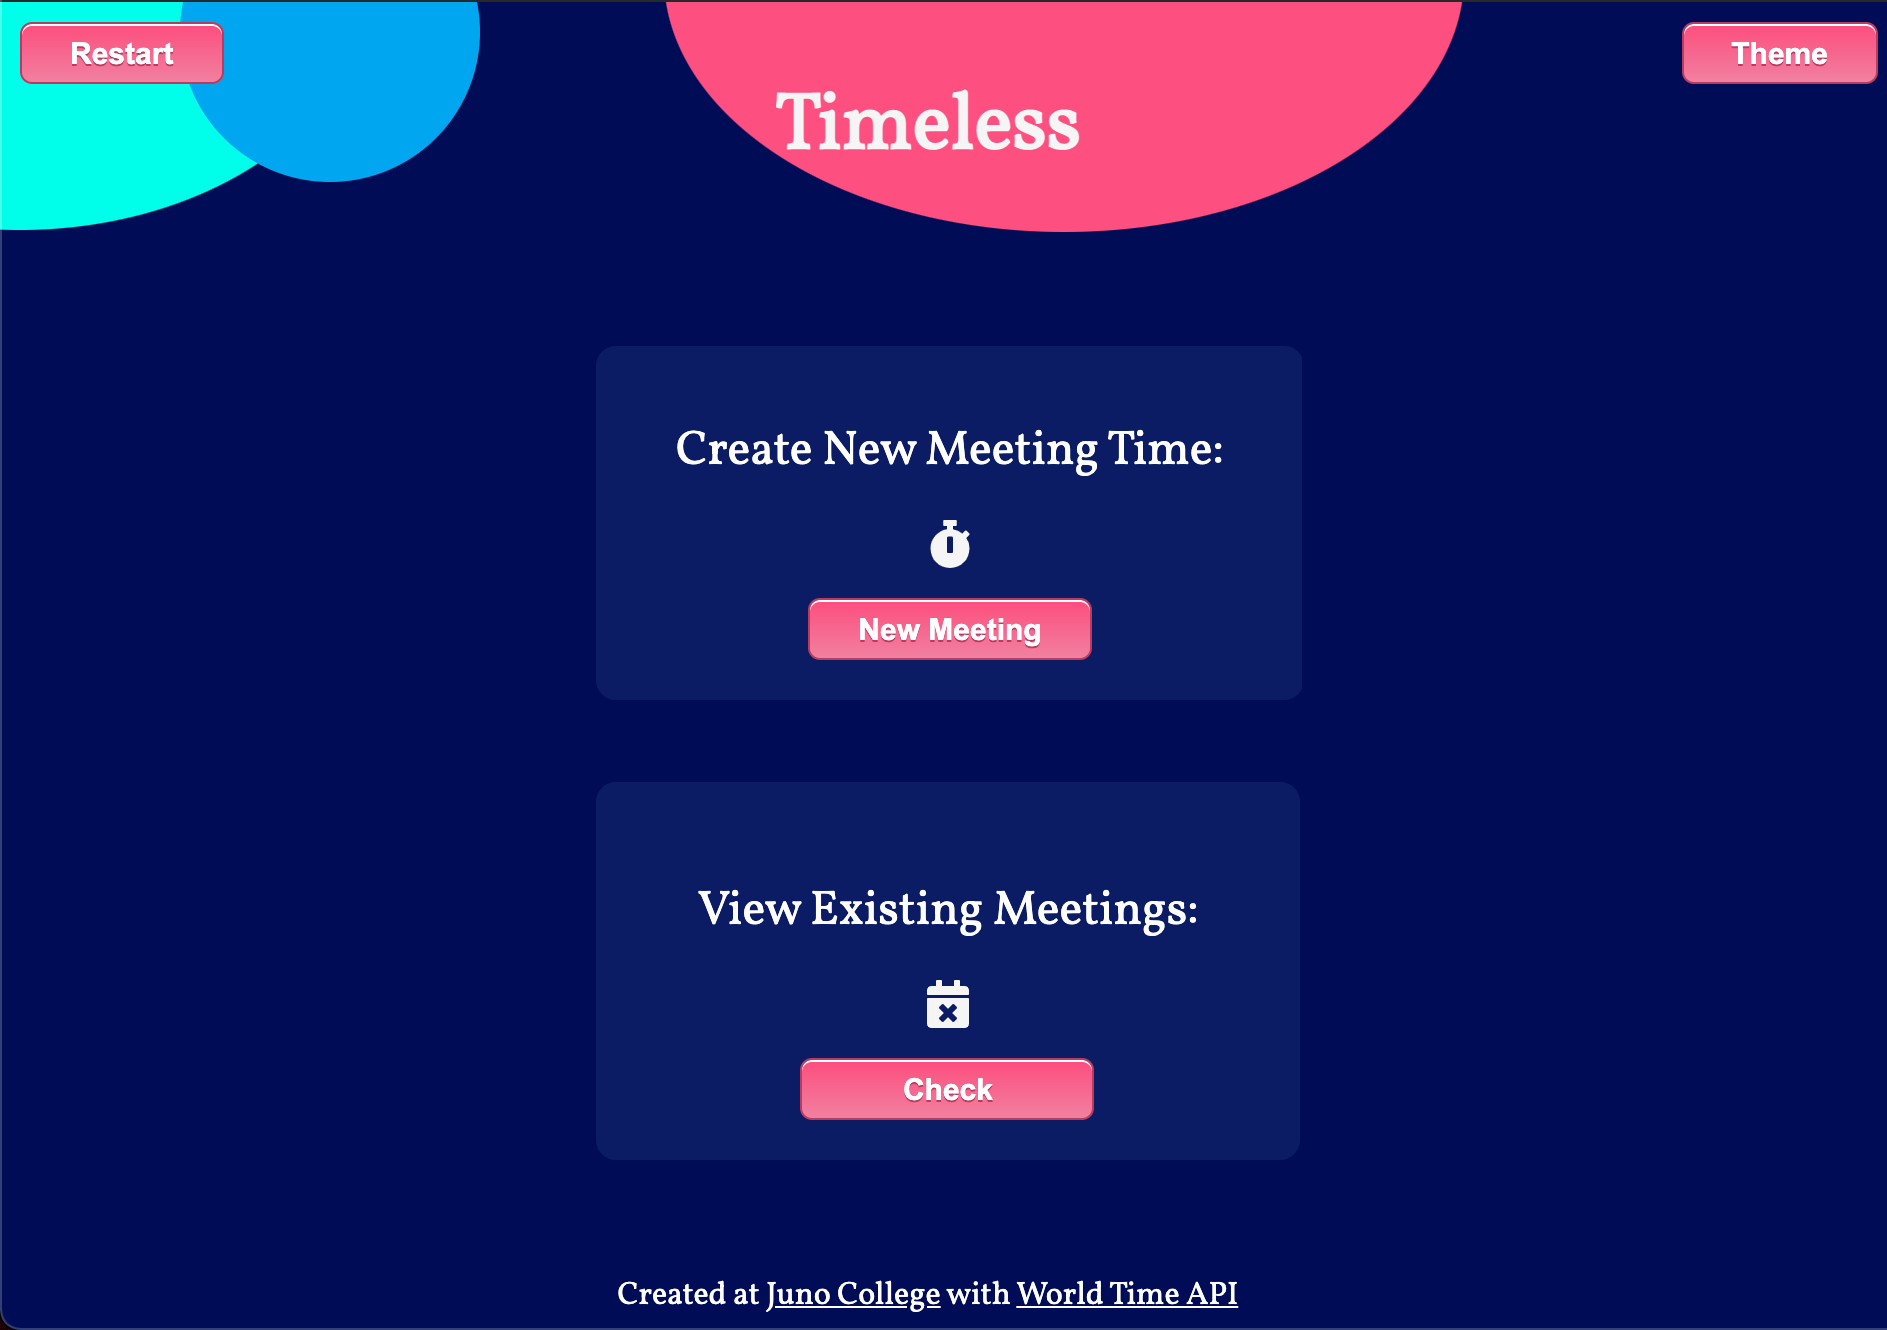 Restart
Theme
Timeless
Create New Meeting Time:
New Meeting
View Existing Meetings:
Check
Created at Juno College with World Time API